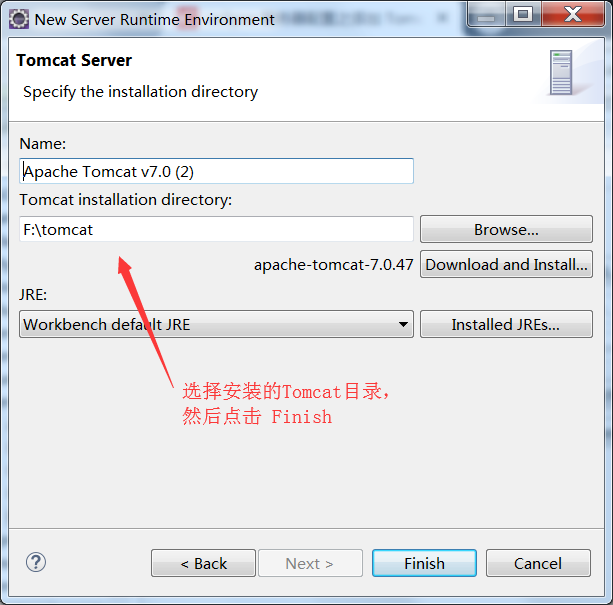 New Server Runtime Environment
Tomcat Server
Specify the installation directory
Name:
Apache Tomcat v7.0 (2)
Tomcat installation directory:
F:\tomcat
Browse...
apache-tomcat-7.0.47
Download and Install...
JRE:
Workbench default JRE
Installed JREs...
选择安装的Tomcat目录，
然后点击 Finish
?
< Back
Next >
Finish
Cancel